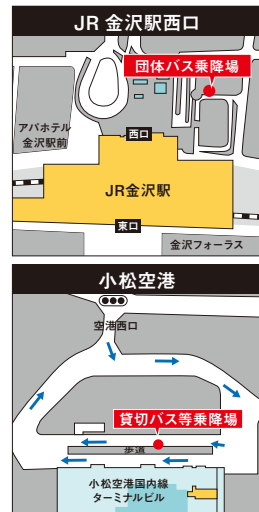 JR 金沢駅西口
団体バス乗降場
アパホテル
金沢駅前
西口
JR金沢駅
東口
金沢フォーラス
小松空港
空港西口
貸切バス等乗降場
歩道
小松空港国内線
ターミナルビル